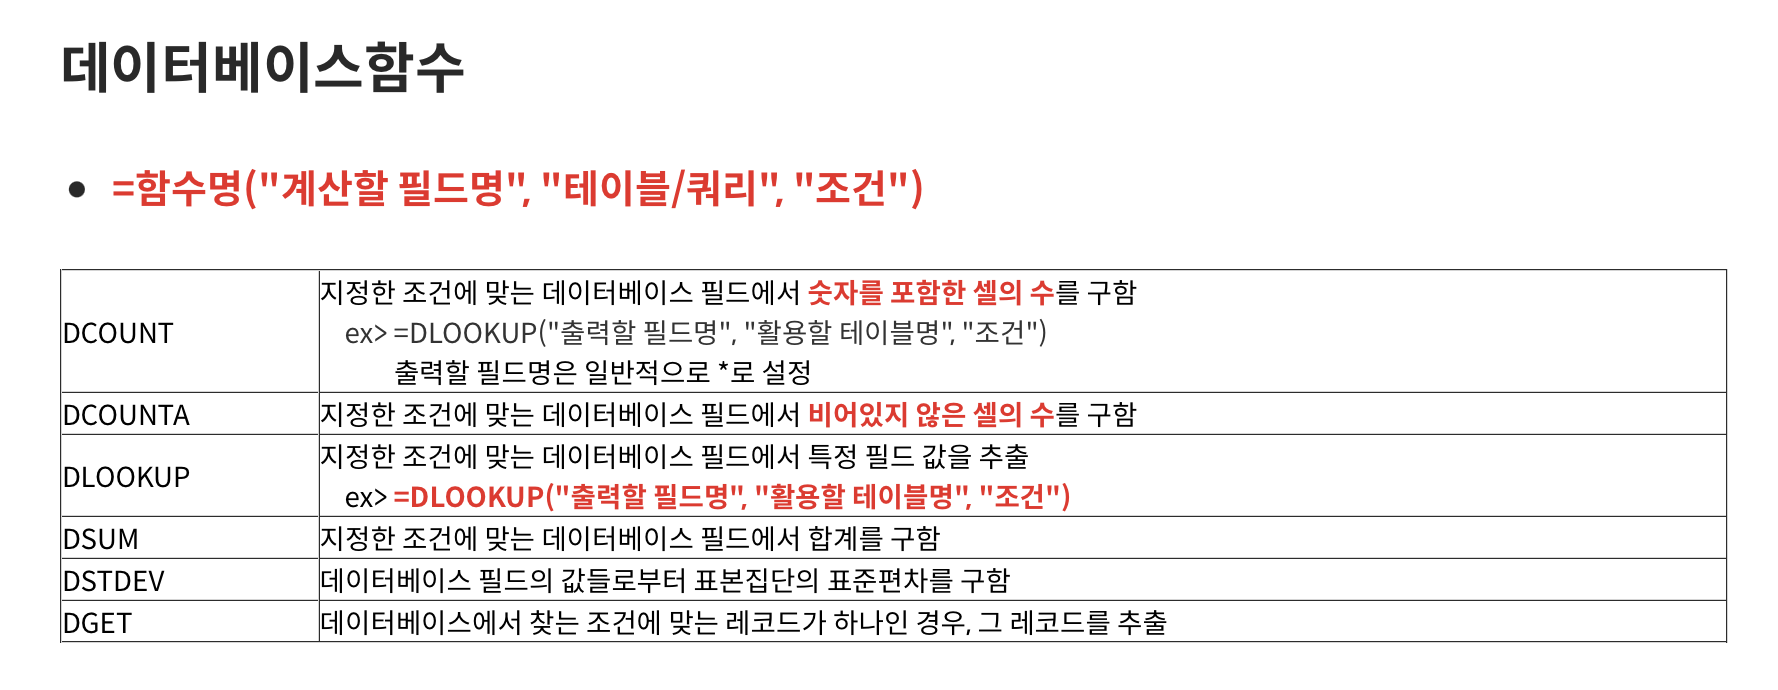 데이터베이스함수
• =함수명("계산할 필드명", "테이블/쿼리", "조건")
DCOUNT
지정한 조건에 맞는 데이터베이스 필드에서 숫자를 포함한 셀의 수를 구함
ex> =DLOOKUP("출력할 필드명", "활용할 테이블명", "조건")
출력할 필드명은 일반적으로 *로 설정
DCOUNTA
지정한 조건에 맞는 데이터베이스 필드에서 비어있지 않은 셀의 수를 구함
DLOOKUP
지정한 조건에 맞는 데이터베이스 필드에서 특정 필드 값을 추출
ex> =DLOOKUP("출력할 필드명", "활용할 테이블명", "조건")
DSUM
지정한 조건에 맞는 데이터베이스 필드에서 합계를 구함
DSTDEV
데이터베이스 필드의 값들로부터 표본집단의 표준편차를 구함
DGET
데이터베이스에서 찾는 조건에 맞는 레코드가 하나인 경우, 그 레코드를 추출